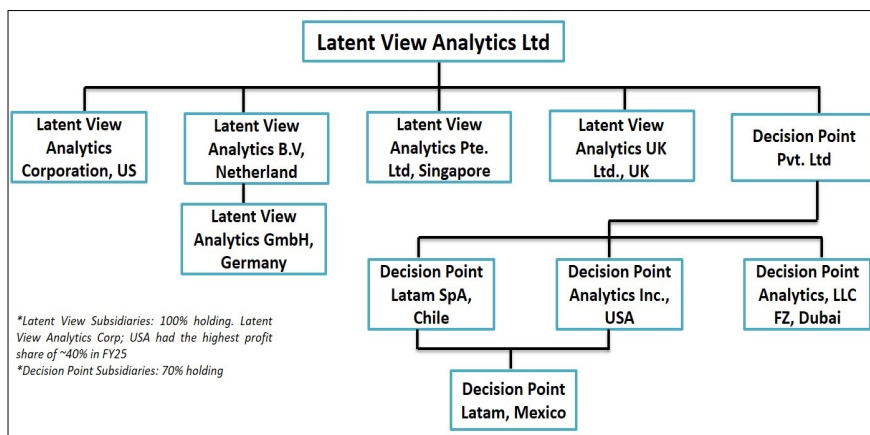 Latent View Analytics Ltd
Latent View
Analytics
Corporation, US
Latent View
Analytics B.V,
Netherland
Latent View
Analytics Pte.
Ltd, Singapore
Latent View
Analytics UK
Ltd., UK
Decision Point
Pvt. Ltd
Latent View
Analytics GmbH,
Germany
Decision Point
Latam SpA,
Chile
Decision Point
Analytics Inc.,
USA
Decision Point
Analytics, LLC
FZ, Dubai
*Latent View Subsidiaries: 100% holding. Latent
View Analytics Corp; USA had the highest profit
share of ~40% in FY25
*Decision Point Subsidiaries: 70% holding
Decision Point
Latam, Mexico